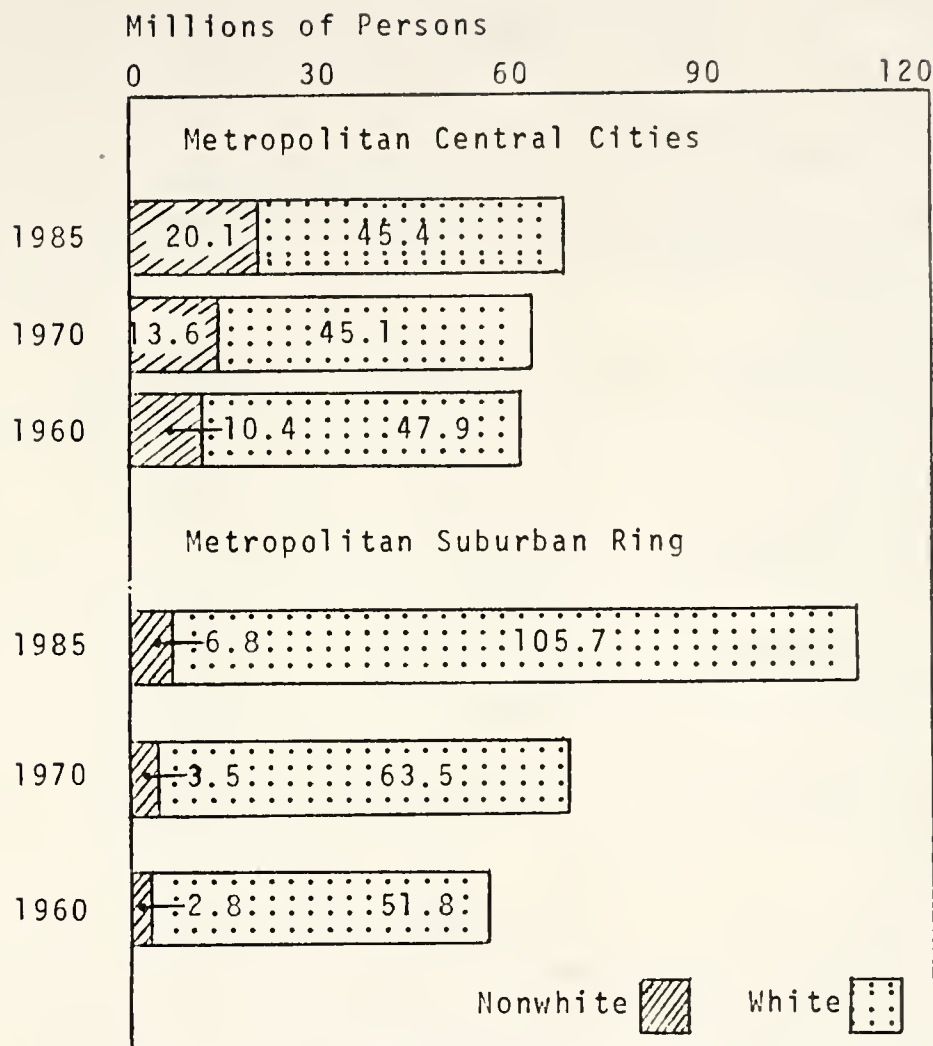 Millions of Persons
0 30 60 90 120
Metropolitan Central Cities
1985 20.1 45.4
1970 13.6 45.1
1960 10.4 47.9
Metropolitan Suburban Ring
1985 6.8 105.7
1970 3.5 63.5
1960 2.8 51.8
Nonwhite White